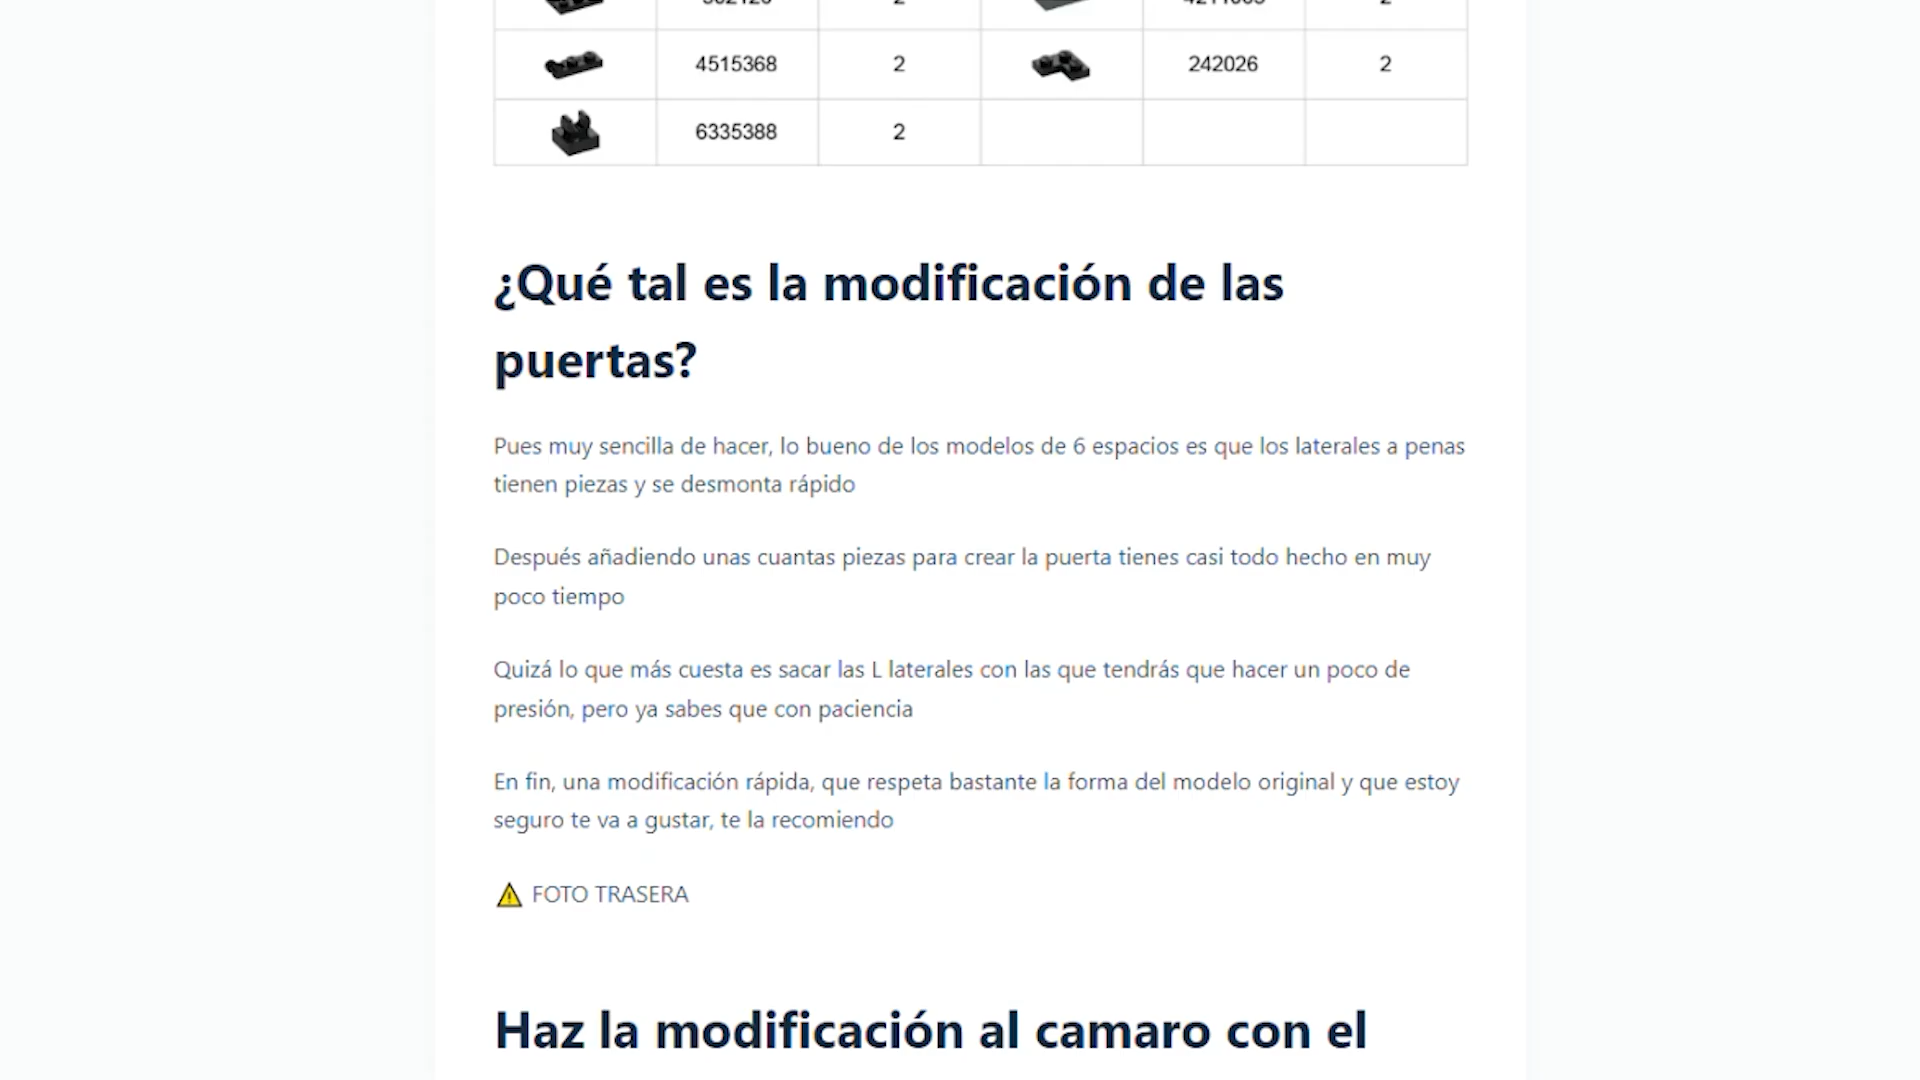 4515368 2 242026 2
6335388 2
¿Qué tal es la modificación de las
puertas?
Pues muy sencilla de hacer, lo bueno de los modelos de 6 espacios es que los laterales a penas
tienen piezas y se desmonta rápido
Después añadiendo unas cuantas piezas para crear la puerta tienes casi todo hecho en muy
poco tiempo
Quizá lo que más cuesta es sacar las L laterales con las que tendrás que hacer un poco de
presión, pero ya sabes que con paciencia
En fin, una modificación rápida, que respeta bastante la forma del modelo original y que estoy
seguro te va a gustar, te la recomiendo
⚠ FOTO TRASERA
Haz la modificación al camaro con el